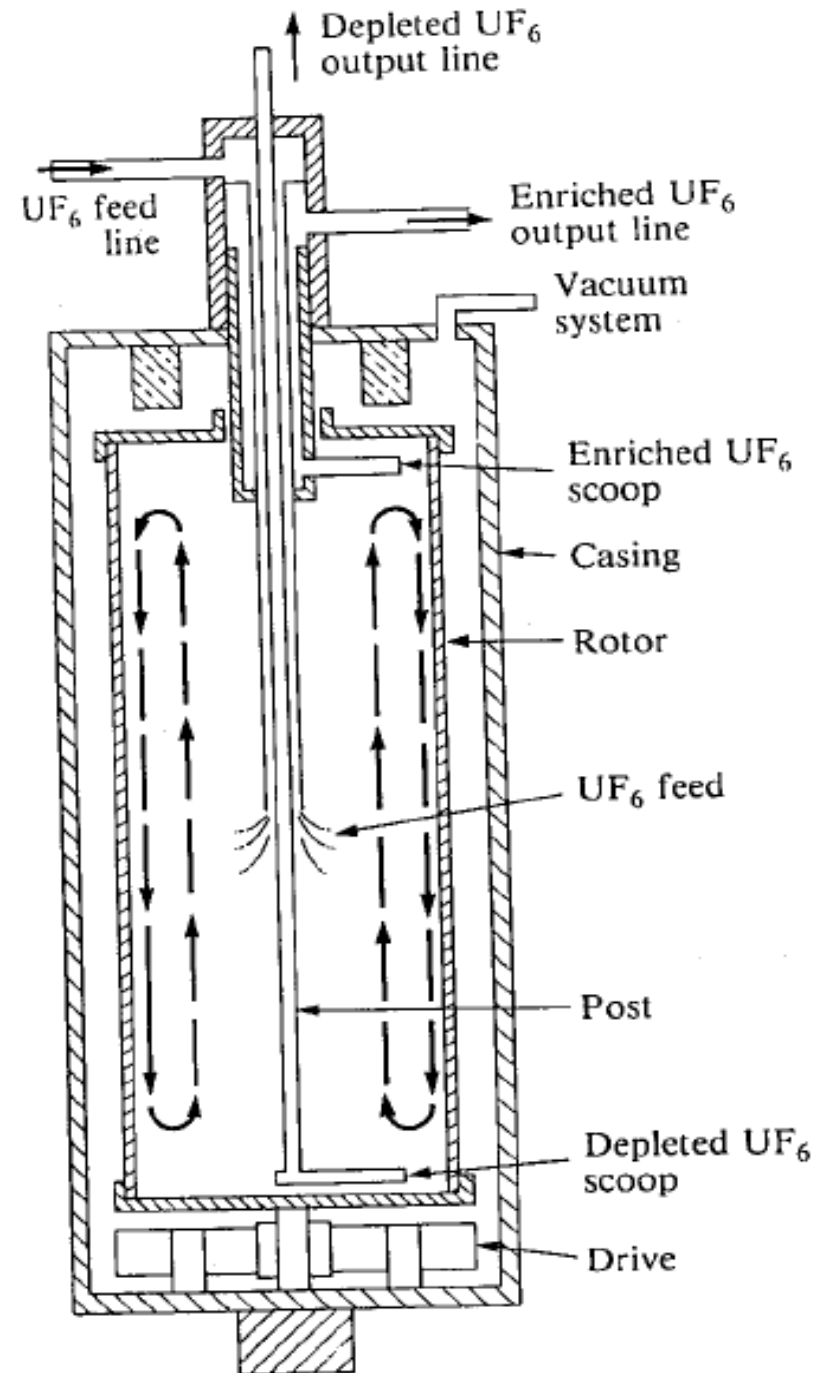 Depleted UF₆
output line
UF₆ feed
line
Enriched UF₆
output line
Vacuum
system
Enriched UF₆
scoop
Casing
Rotor
UF₆ feed
Post
Depleted UF₆
scoop
Drive